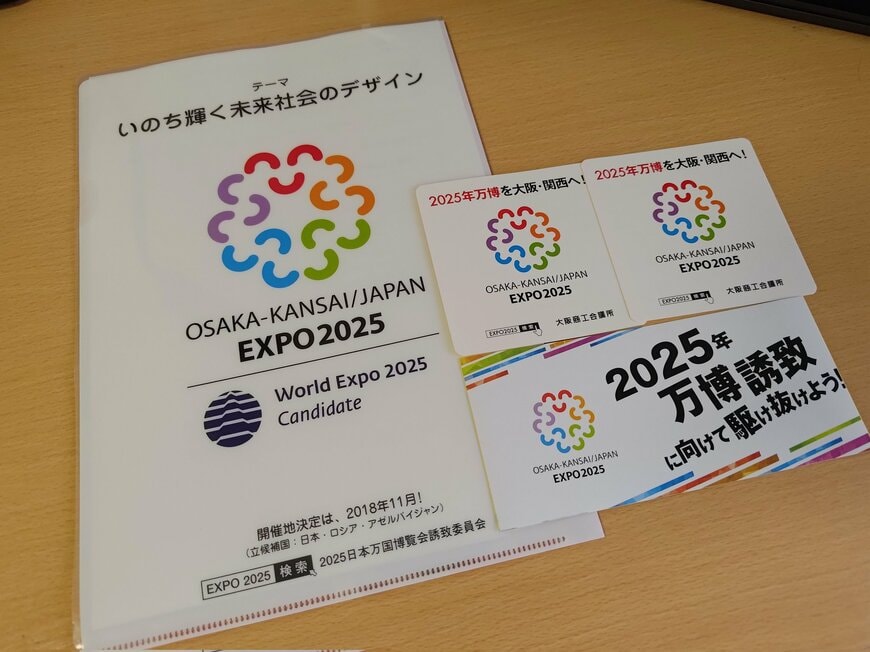 テーマ
いのち輝く未来社会のデザイン
OSAKA-KANSAI/JAPAN
EXPO2025
World Expo 2025
Candidate
開催地決定は、2018年11月!
（立候補国：日本・ロシア・アゼルバイジャン）
EXPO 2025 検索 2025日本万国博覧会誘致委員会
2025年万博を大阪・関西へ!
OSAKA-KANSAI/JAPAN
EXPO2025
EXPO2025 検索 大阪商工会議所
2025年万博を大阪・関西へ!
OSAKA-KANSAI/JAPAN
EXPO2025
EXPO2025 検索 大阪商工会議所
2025年
万博誘致
に向けて駆け抜けよう!
OSAKA-KANSAI/JAPAN
EXPO2025